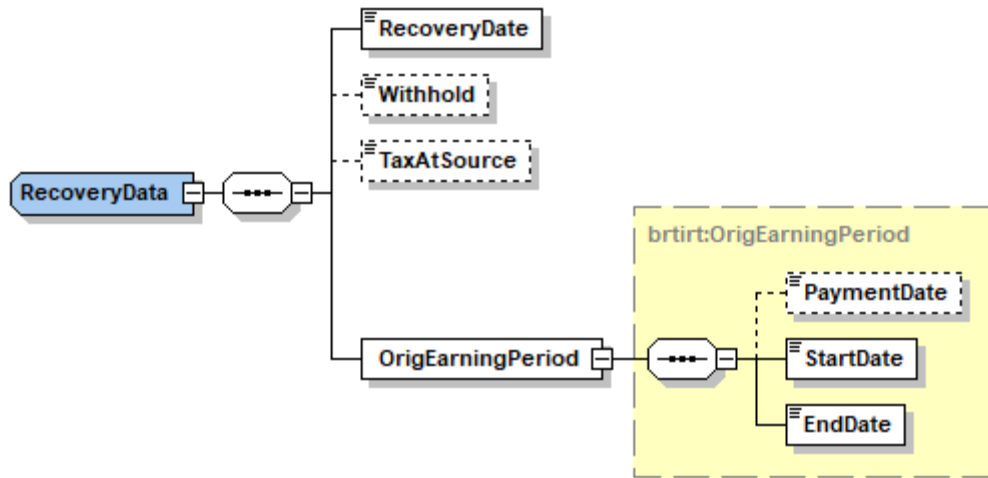 RecoveryDate
Withhold
TaxAtSource
RecoveryData
brtirt:OrigEarningPeriod
PaymentDate
OrigEarningPeriod
StartDate
EndDate